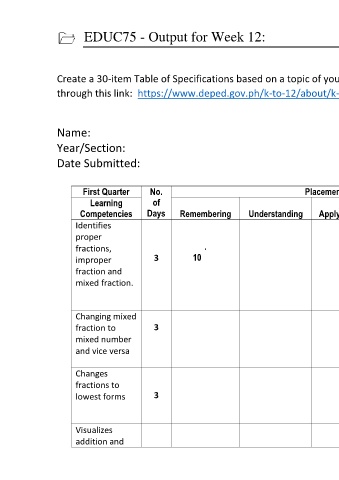 EDUC75 - Output for Week 12:
Create a 30-item Table of Specifications based on a topic of you
through this link: https://www.deped.gov.ph/k-to-12/about/k-
Name:
Year/Section:
Date Submitted:
First Quarter
No. of Days
Placemen
Learning Competencies
Remembering
Understanding
Apply
Identifies
proper
fractions,
improper
fraction and
mixed fraction.
3
10
Changing mixed
fraction to
mixed number
and vice versa
3
Changes
fractions to
lowest forms
3
Visualizes
addition and